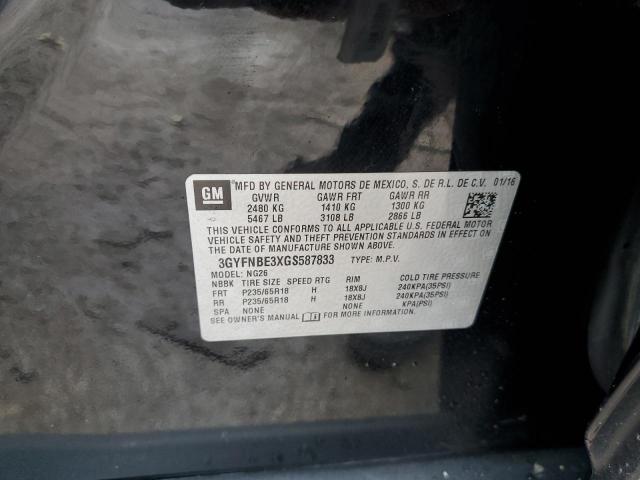 GM MFD BY GENERAL MOTORS DE MEXICO, S. DE R.L. DE C.V. 01/16
GVWR GAWR FRT GAWR RR
2480 KG 1410 KG 1300 KG
5467 LB 3108 LB 2866 LB
THIS VEHICLE CONFORMS TO ALL APPLICABLE U.S. FEDERAL MOTOR
VEHICLE SAFETY, BUMPER, AND THEFT PREVENTION STANDARDS IN EFFECT ON
THE DATE OF MANUFACTURE SHOWN ABOVE.
3GYFNBE3XGS587833 TYPE: M.P.V.
MODEL: NG26
NBBK TIRE SIZE SPEED RTG RIM COLD TIRE PRESSURE
FRT P235/65R18 H 18X8J 240KPA(35PSI)
RR P235/65R18 H 18X8J 240KPA(35PSI)
SPA NONE NONE KPA(PSI)
SEE OWNER'S MANUAL FOR MORE INFORMATION.